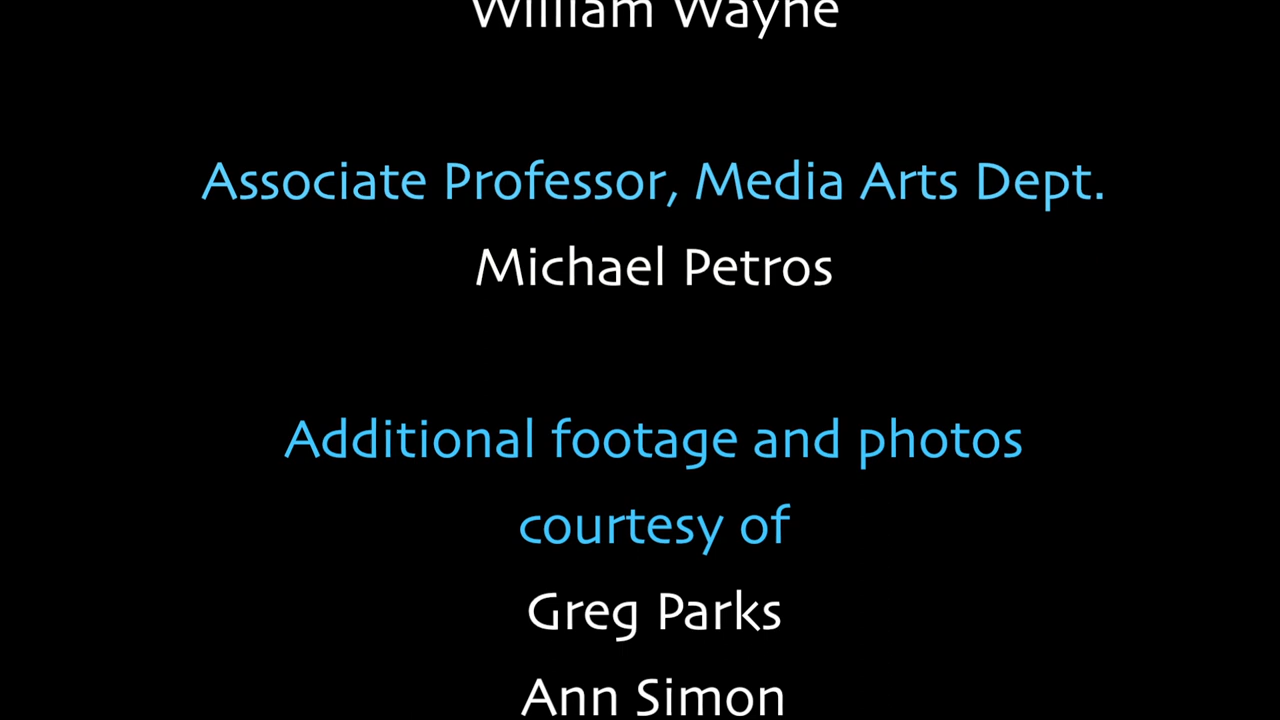 William Wayne
Associate Professor, Media Arts Dept.
Michael Petros
Additional footage and photos
courtesy of
Greg Parks
Ann Simon